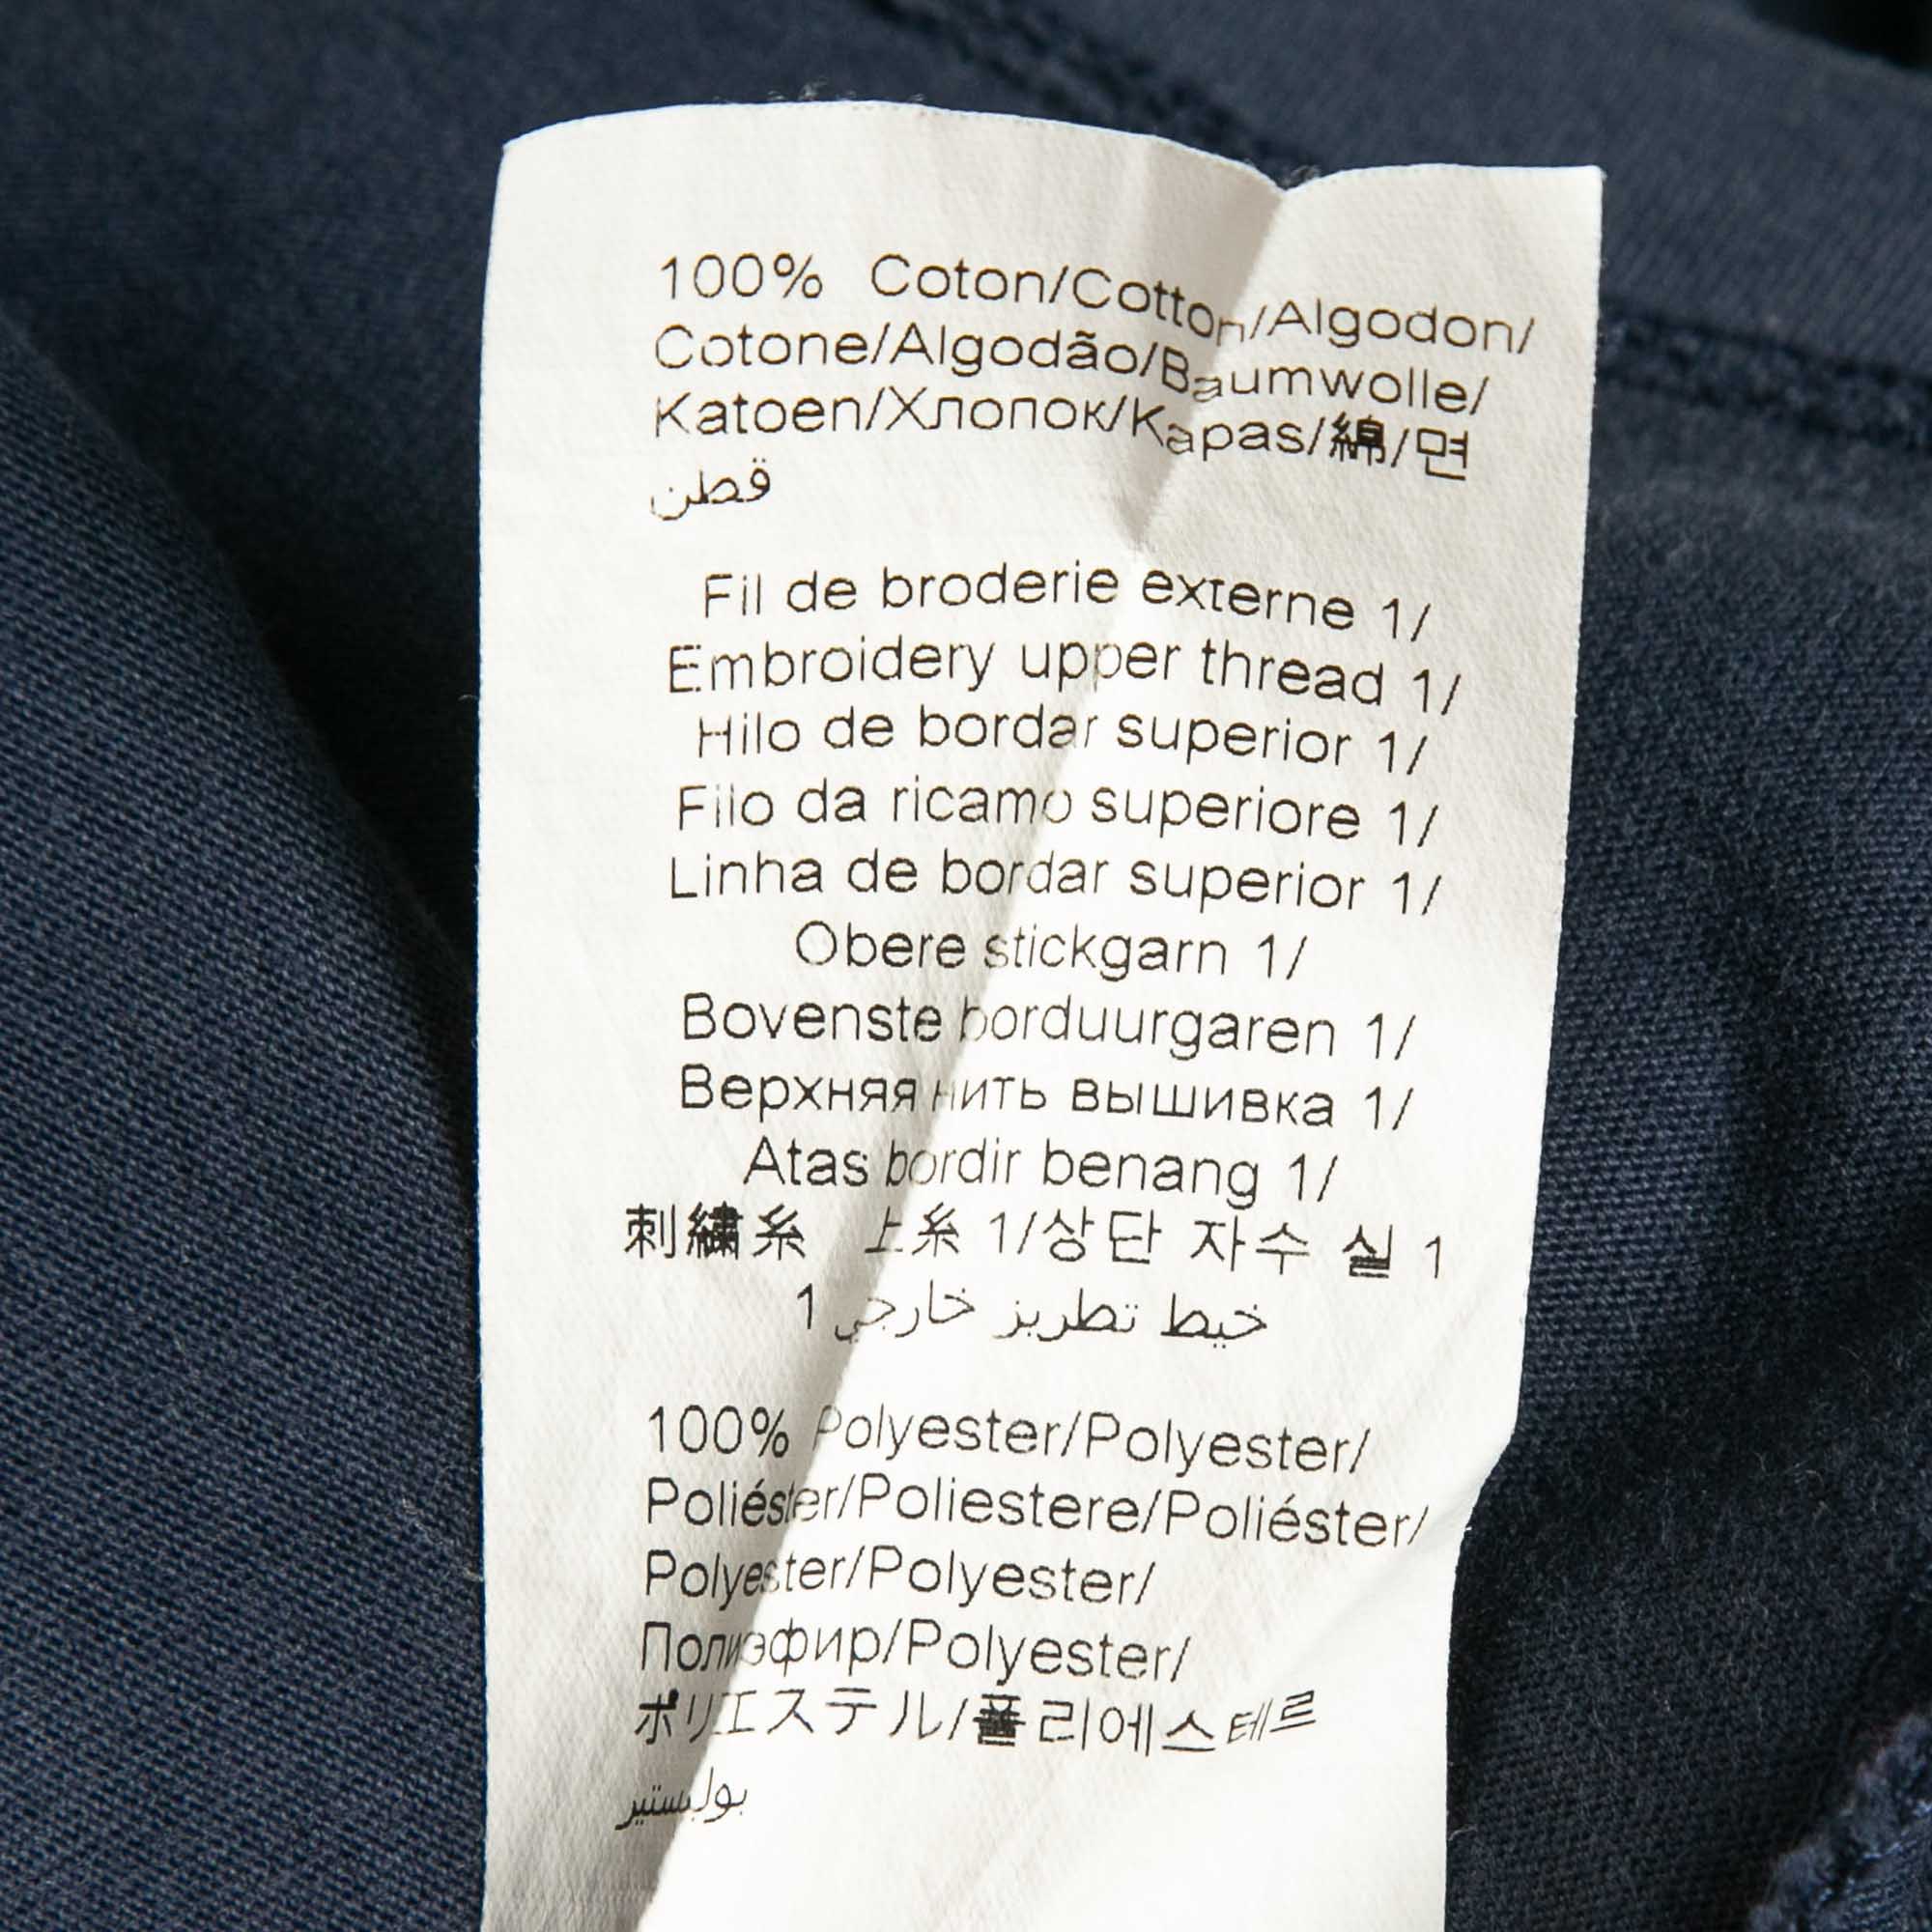 100% Coton/Cotton/Algodon/
Cotone/Algodão/Baumwolle/
Katoen/Хлопок/Kapas/綿/면
قطن
Fil de broderie externe 1/
Embroidery upper thread 1/
Hilo de bordar superior 1/
Filo da ricamo superiore 1/
Linha de bordar superior 1/
Obere stickgarn 1/
Bovenste borduurgaren 1/
Верхняя нить вышивка 1/
Atas bordir benang 1/
刺繍糸 上糸 1/상단 자수 실 1
خيط تطريز خارجي 1
100% Polyester/Polyester/
Poliéster/Poliestere/Poliéster/
Polyester/Polyester/
Полиэфир/Polyester/
ポリエステル/폴리에스테르
بوليستير